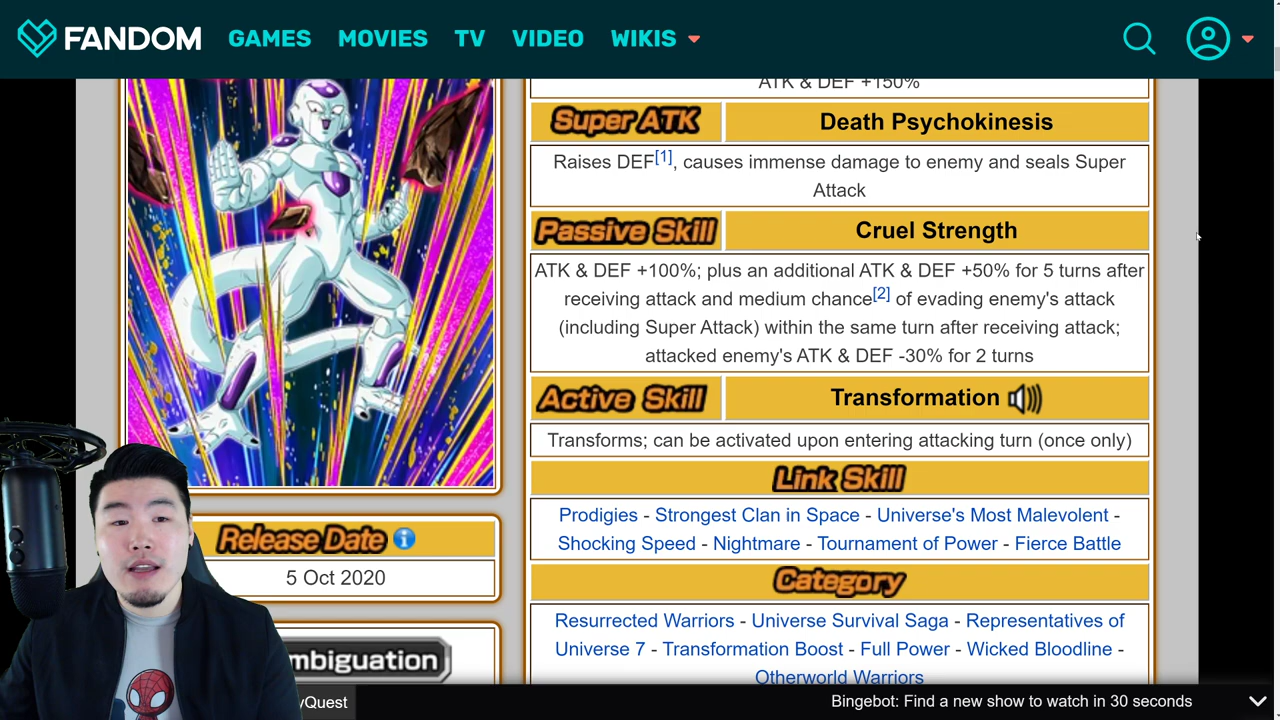 FANDOM GAMES MOVIES TV VIDEO WIKIS
ATK & DEF +150%
Super ATK Death Psychokinesis
Raises DEF[1], causes immense damage to enemy and seals Super
Attack
Passive Skill Cruel Strength
ATK & DEF +100%; plus an additional ATK & DEF +50% for 5 turns after
receiving attack and medium chance[2] of evading enemy's attack
(including Super Attack) within the same turn after receiving attack;
attacked enemy's ATK & DEF -30% for 2 turns
Active Skill Transformation
Transforms; can be activated upon entering attacking turn (once only)
Link Skill
Prodigies - Strongest Clan in Space - Universe's Most Malevolent -
Shocking Speed - Nightmare - Tournament of Power - Fierce Battle
Category
Resurrected Warriors - Universe Survival Saga - Representatives of
Universe 7 - Transformation Boost - Full Power - Wicked Bloodline -
Otherworld Warriors
Release Date
5 Oct 2020
mbiguation
yQuest
Bingebot: Find a new show to watch in 30 seconds